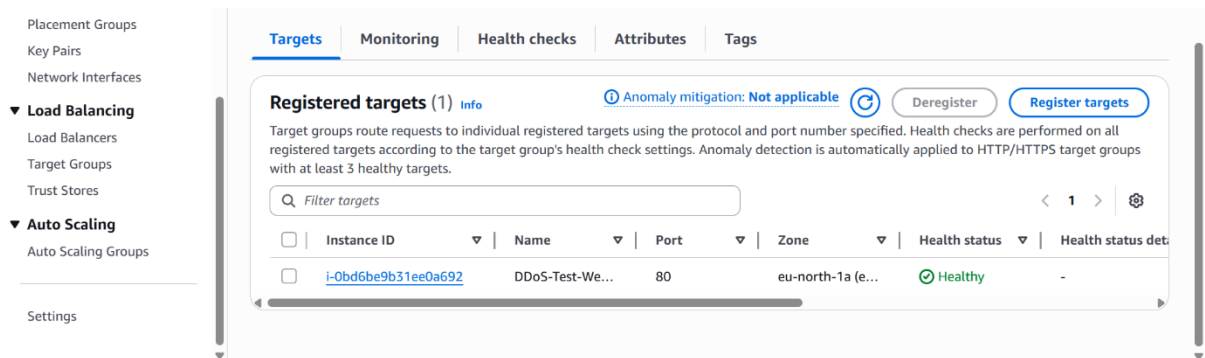 Placement Groups
Key Pairs
Network Interfaces
▼ Load Balancing
Load Balancers
Target Groups
Trust Stores
▼ Auto Scaling
Auto Scaling Groups
Settings
Targets Monitoring Health checks Attributes Tags
Registered targets (1) Info Anomaly mitigation: Not applicable Deregister Register targets
Target groups route requests to individual registered targets using the protocol and port number specified. Health checks are performed on all
registered targets according to the target group's health check settings. Anomaly detection is automatically applied to HTTP/HTTPS target groups
with at least 3 healthy targets.
Filter targets < 1 >
Instance ID Name Port Zone Health status Health status deta
i-0bd6be9b31ee0a692 DDoS-Test-We... 80 eu-north-1a (e... Healthy -